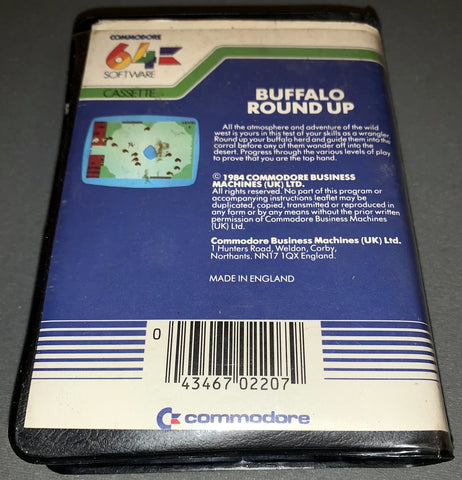 COMMODORE
64
SOFTWARE
CASSETTE
BUFFALO
ROUND UP
All the atmosphere and adventure of the wild
west is yours in this test of your skills as a wrangler.
Round up your buffalo herd and guide them into the
corral before any of them wander off into the
desert. Progress through the various levels of play
to prove that you are the top hand.
© 1984 COMMODORE BUSINESS
MACHINES (UK) LTD.
All rights reserved. No part of this program or
accompanying instructions leaflet may be
duplicated, copied, transmitted or reproduced in
any form or by any means without the prior written
permission of Commodore Business Machines
(UK) Ltd.
Commodore Business Machines (UK) Ltd.
1 Hunters Road, Weldon, Corby,
Northants. NN17 1QX England.
MADE IN ENGLAND
0 43467 02207
commodore